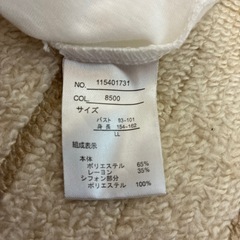 NO. 115401731
COL. 8500
サイズ
バスト 93-101
身長 154-162
LL
組成表示
本体
ポリエステル 65%
レーヨン 35%
シフォン部分
ポリエステル 100%